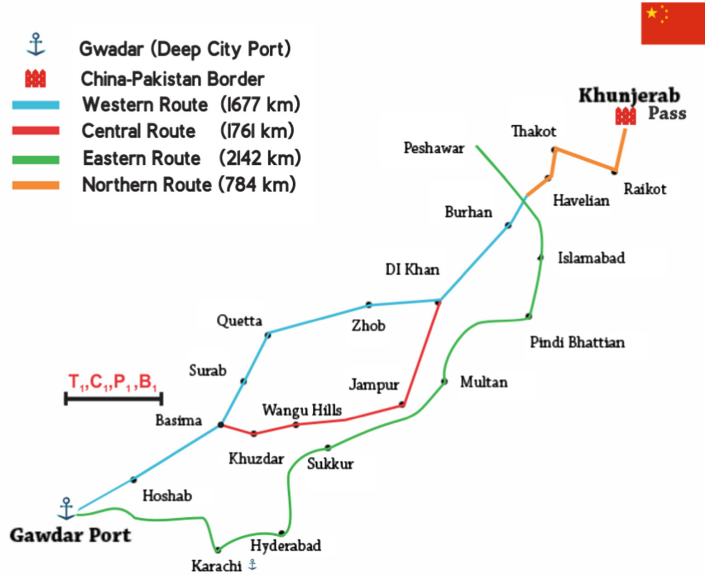 Gwadar (Deep City Port)
China-Pakistan Border
Western Route (1677 km)
Central Route (1761 km)
Eastern Route (2142 km)
Northern Route (784 km)
Khunjerab
Pass
Thakot
Peshawar
Raikot
Havelian
Burhan
Islamabad
DI Khan
Quetta
Zhob
Pindi Bhattian
Surab
T₁,C₁,P₁,B₁
Jampur
Multan
Wangu Hills
Basima
Khuzdar
Sukkur
Hoshab
Gawdar Port
Hyderabad
Karachi